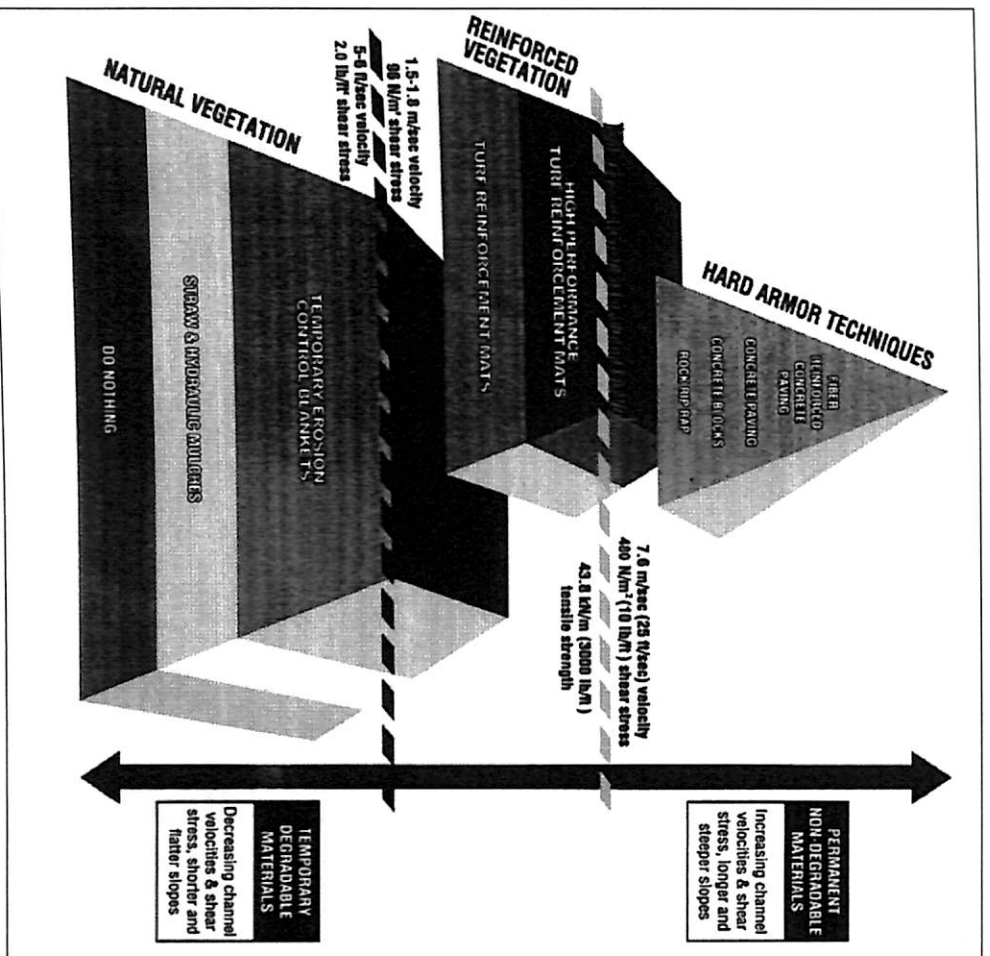 HARD ARMOR TECHNIQUES
FIBER
REINFORCED
CONCRETE
PAVING
CONCRETE PAVING
CONCRETE BLOCKS
ROCK RIP RAP
PERMANENT
NON-DEGRADABLE
MATERIALS
Increasing channel
velocities & shear
stress, longer and
steeper slopes
7.6 m/sec (25 ft/sec) velocity
480 N/m² (10 lb/ft ) shear stress
43.8 kN/m (3000 lb/ft )
tensile strength
REINFORCED
VEGETATION
HIGH PERFORMANCE
TURF REINFORCEMENT MATS
TURF REINFORCEMENT MATS
1.5-1.8 m/sec velocity
96 N/m' shear stress
5-6 ft/sec velocity
2.0 lb/ft' shear stress
NATURAL VEGETATION
TEMPORARY EROSION
CONTROL BLANKETS
STRAW & HYDRAULIC MULCHES
DO NOTHING
TEMPORARY
DEGRADABLE
MATERIALS
Decreasing channel
velocities & shear
stress, shorter and
flatter slopes